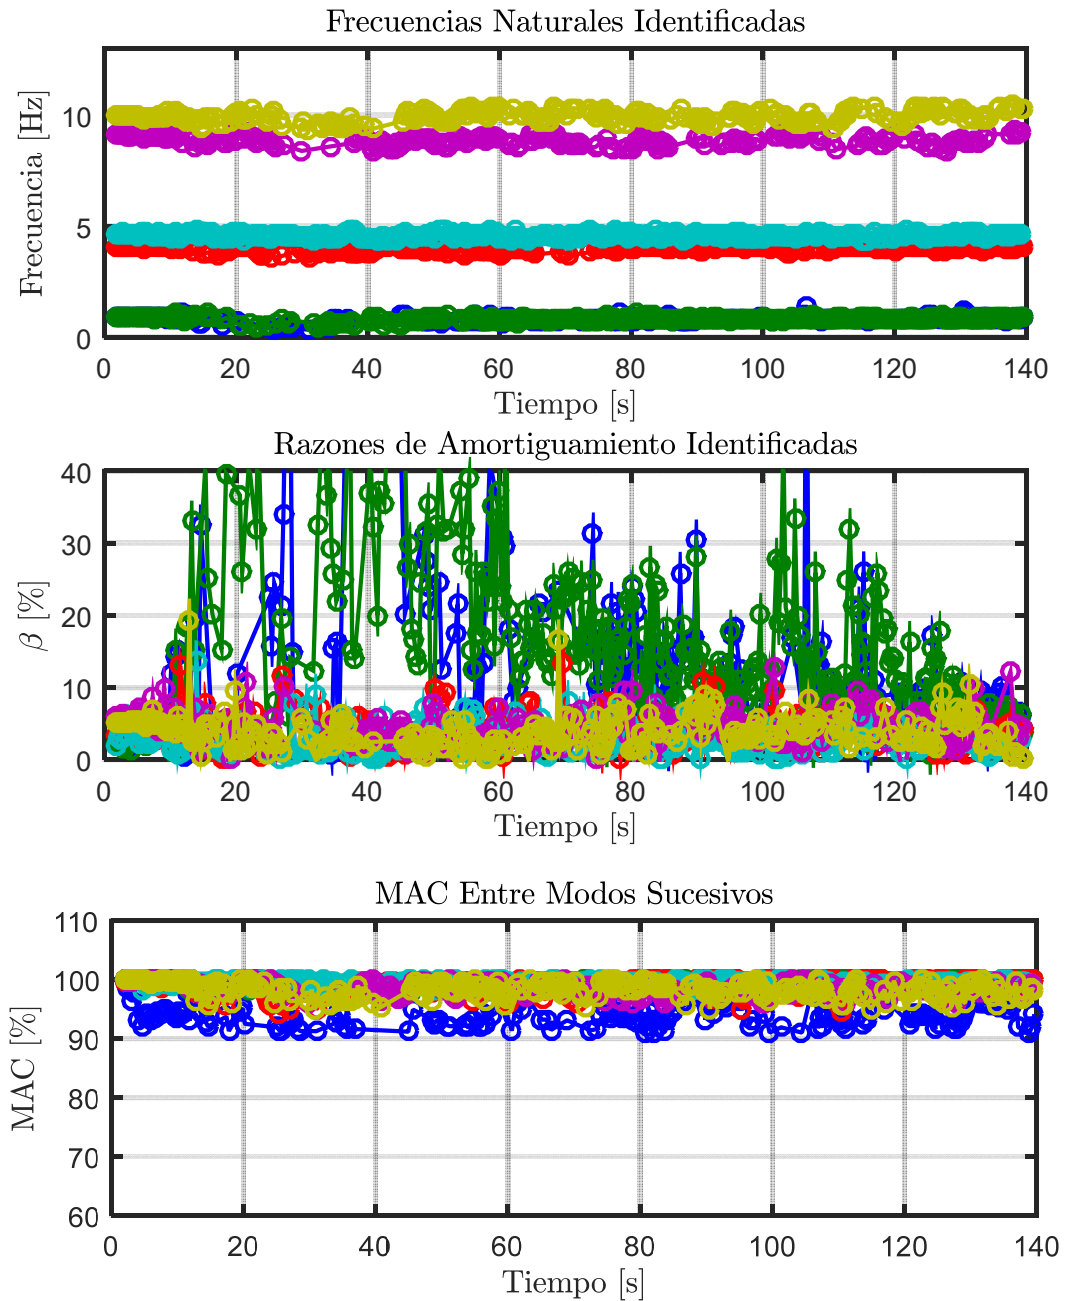 Frecuencias Naturales Identificadas
Frecuencia [Hz]
10
5
0
0 20 40 60 80 100 120 140
Tiempo [s]
Razones de Amortiguamiento Identificadas
β [%]
40
30
20
10
0
0 20 40 60 80 100 120 140
Tiempo [s]
MAC Entre Modos Sucesivos
MAC [%]
110
100
90
80
70
60
0 20 40 60 80 100 120 140
Tiempo [s]